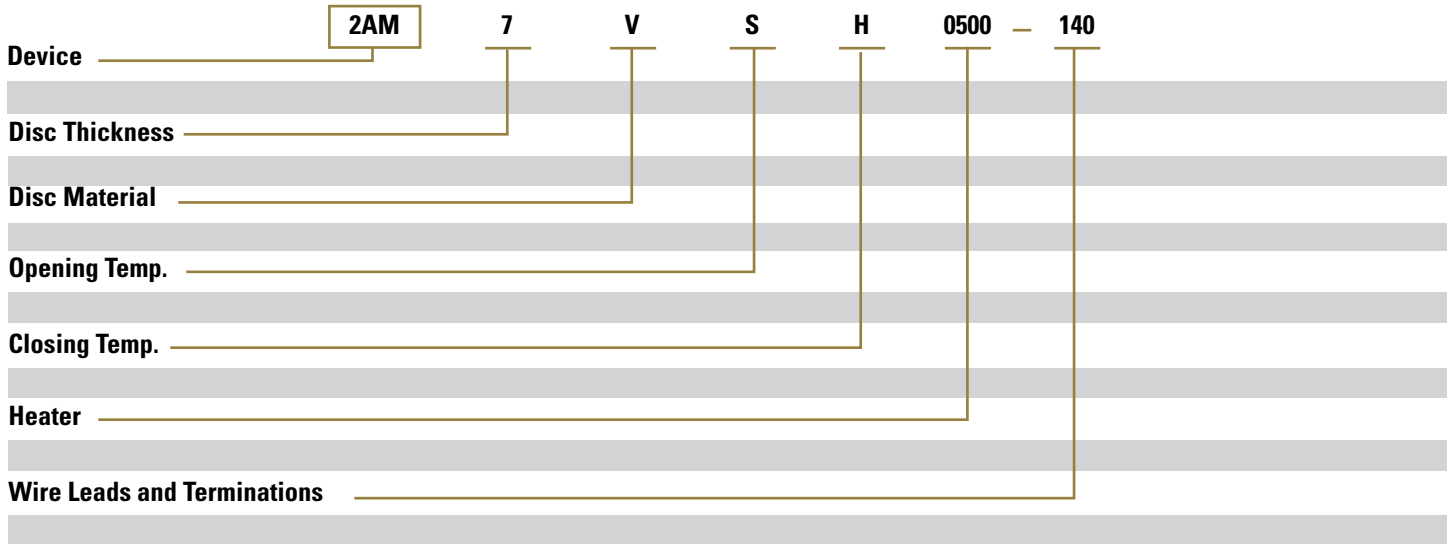 2AM 7 V S H 0500 – 140
Device
Disc Thickness
Disc Material
Opening Temp.
Closing Temp.
Heater
Wire Leads and Terminations